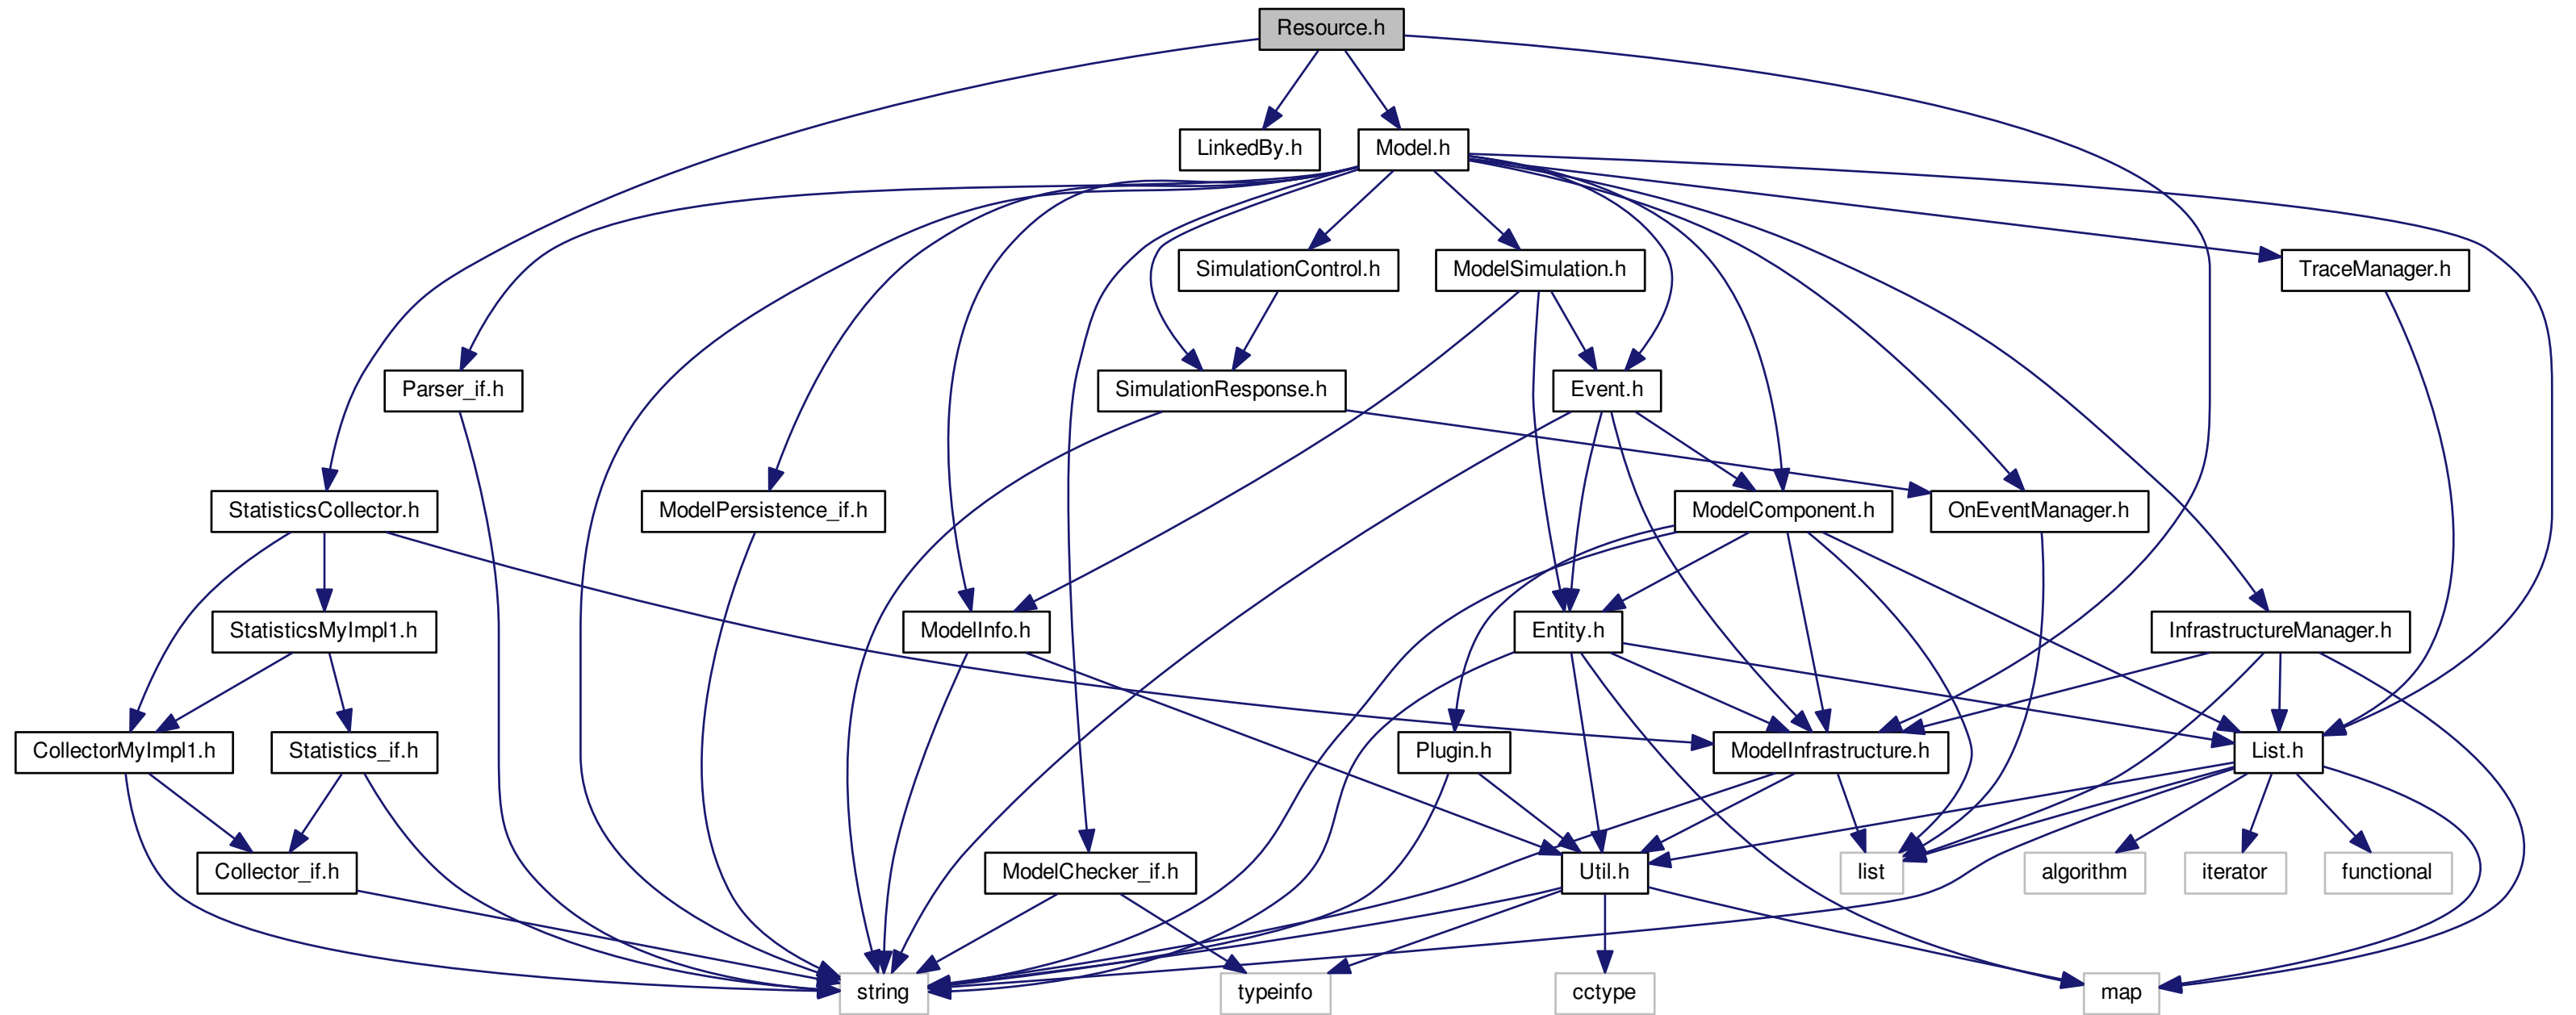 Resource.h
LinkedBy.h
Model.h
SimulationControl.h
ModelSimulation.h
TraceManager.h
Parser_if.h
SimulationResponse.h
Event.h
StatisticsCollector.h
ModelPersistence_if.h
ModelComponent.h
OnEventManager.h
StatisticsMyImpl1.h
ModelInfo.h
Entity.h
InfrastructureManager.h
CollectorMyImpl1.h
Statistics_if.h
Plugin.h
ModelInfrastructure.h
List.h
Collector_if.h
ModelChecker_if.h
Util.h
list
algorithm
iterator
functional
string
typeinfo
cctype
map